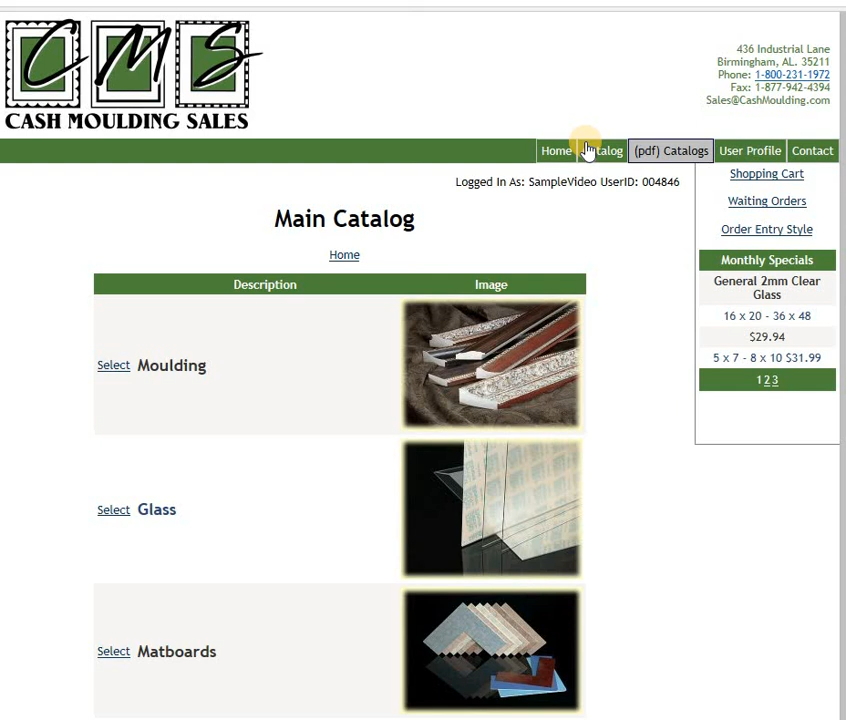 CMS
CASH MOULDING SALES
436 Industrial Lane
Birmingham, AL. 35211
Phone: 1-800-231-1972
Fax: 1-877-942-4394
Sales@CashMoulding.com
Home
(pdf) Catalogs
User Profile
Contact
Logged In As: SampleVideo UserID: 004846
Shopping Cart
Waiting Orders
Order Entry Style
Main Catalog
Home
Description
Image
Select Moulding
Select Glass
Select Matboards
Monthly Specials
General 2mm Clear
Glass
16 x 20 - 36 x 48
$29.94
5 x 7 - 8 x 10 $31.99
1 2 3